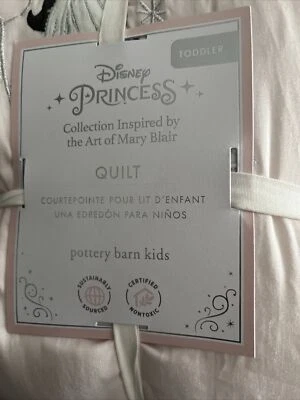 TODDLER
Disney
PRINCESS
Collection Inspired by
the Art of Mary Blair
QUILT
COURTEPOINTE POUR LIT D'ENFANT
UNA EDREDÓN PARA NIÑOS
pottery barn kids
SUSTAINABLY
SOURCED
CERTIFIED
NONTOXIC